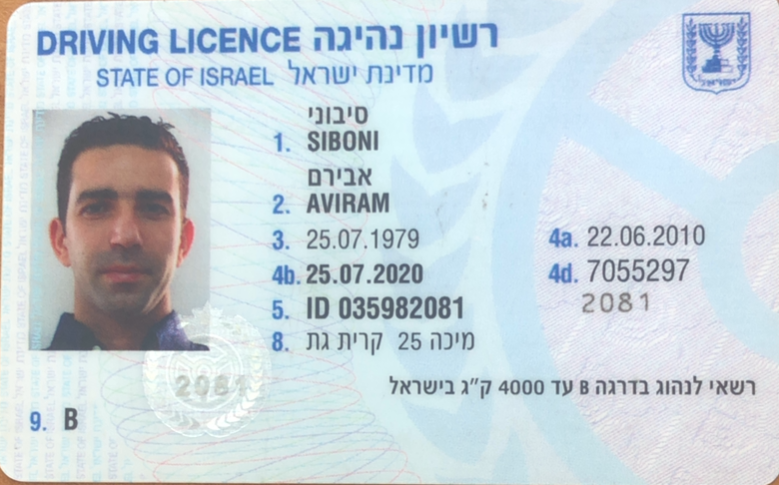 DRIVING LICENCE רשיון נהיגה
STATE OF ISRAEL מדינת ישראל
סיבוני
1. SIBONI
אבירם
2. AVIRAM
3. 25.07.1979 4a. 22.06.2010
4b. 25.07.2020 4d. 7055297
5. ID 035982081 2081
8. מיכה 25 קרית גת
רשאי לנהוג בדרגה B עד 4000 ק"ג בישראל
2081
9. B